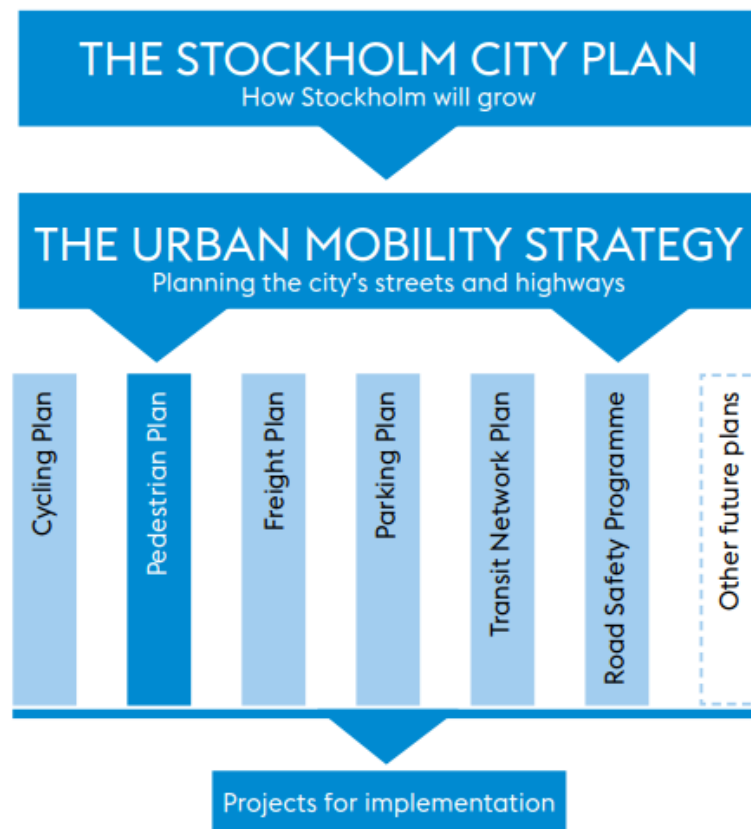 THE STOCKHOLM CITY PLAN
How Stockholm will grow
THE URBAN MOBILITY STRATEGY
Planning the city's streets and highways
Cycling Plan
Pedestrian Plan
Freight Plan
Parking Plan
Transit Network Plan
Road Safety Programme
Other future plans
Projects for implementation